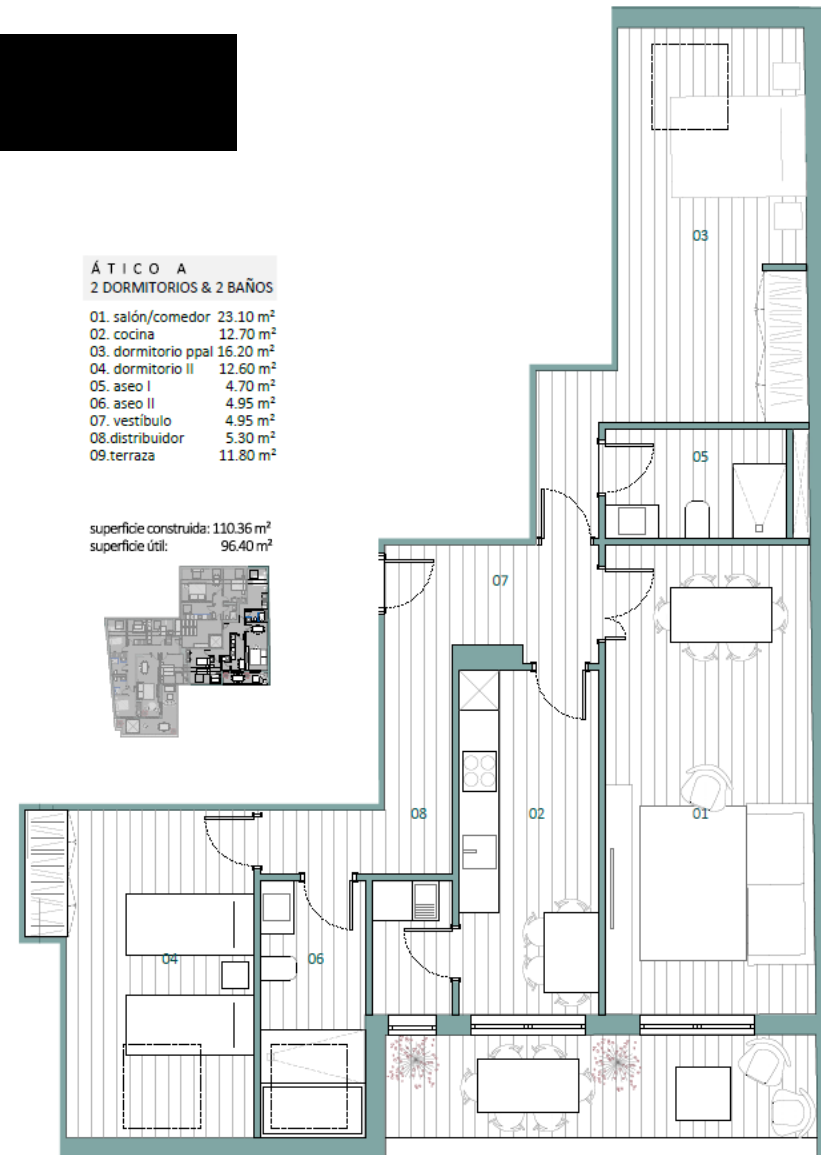 ÁTICO A
2 DORMITORIOS & 2 BAÑOS
01. salón/comedor 23.10 m²
02. cocina 12.70 m²
03. dormitorio ppal 16.20 m²
04. dormitorio II 12.60 m²
05. aseo I 4.70 m²
06. aseo II 4.95 m²
07. vestíbulo 4.95 m²
08.distribuidor 5.30 m²
09.terraza 11.80 m²
superficie construida: 110.36 m²
superficie útil: 96.40 m²
03
05
07
08
02
01
04
06